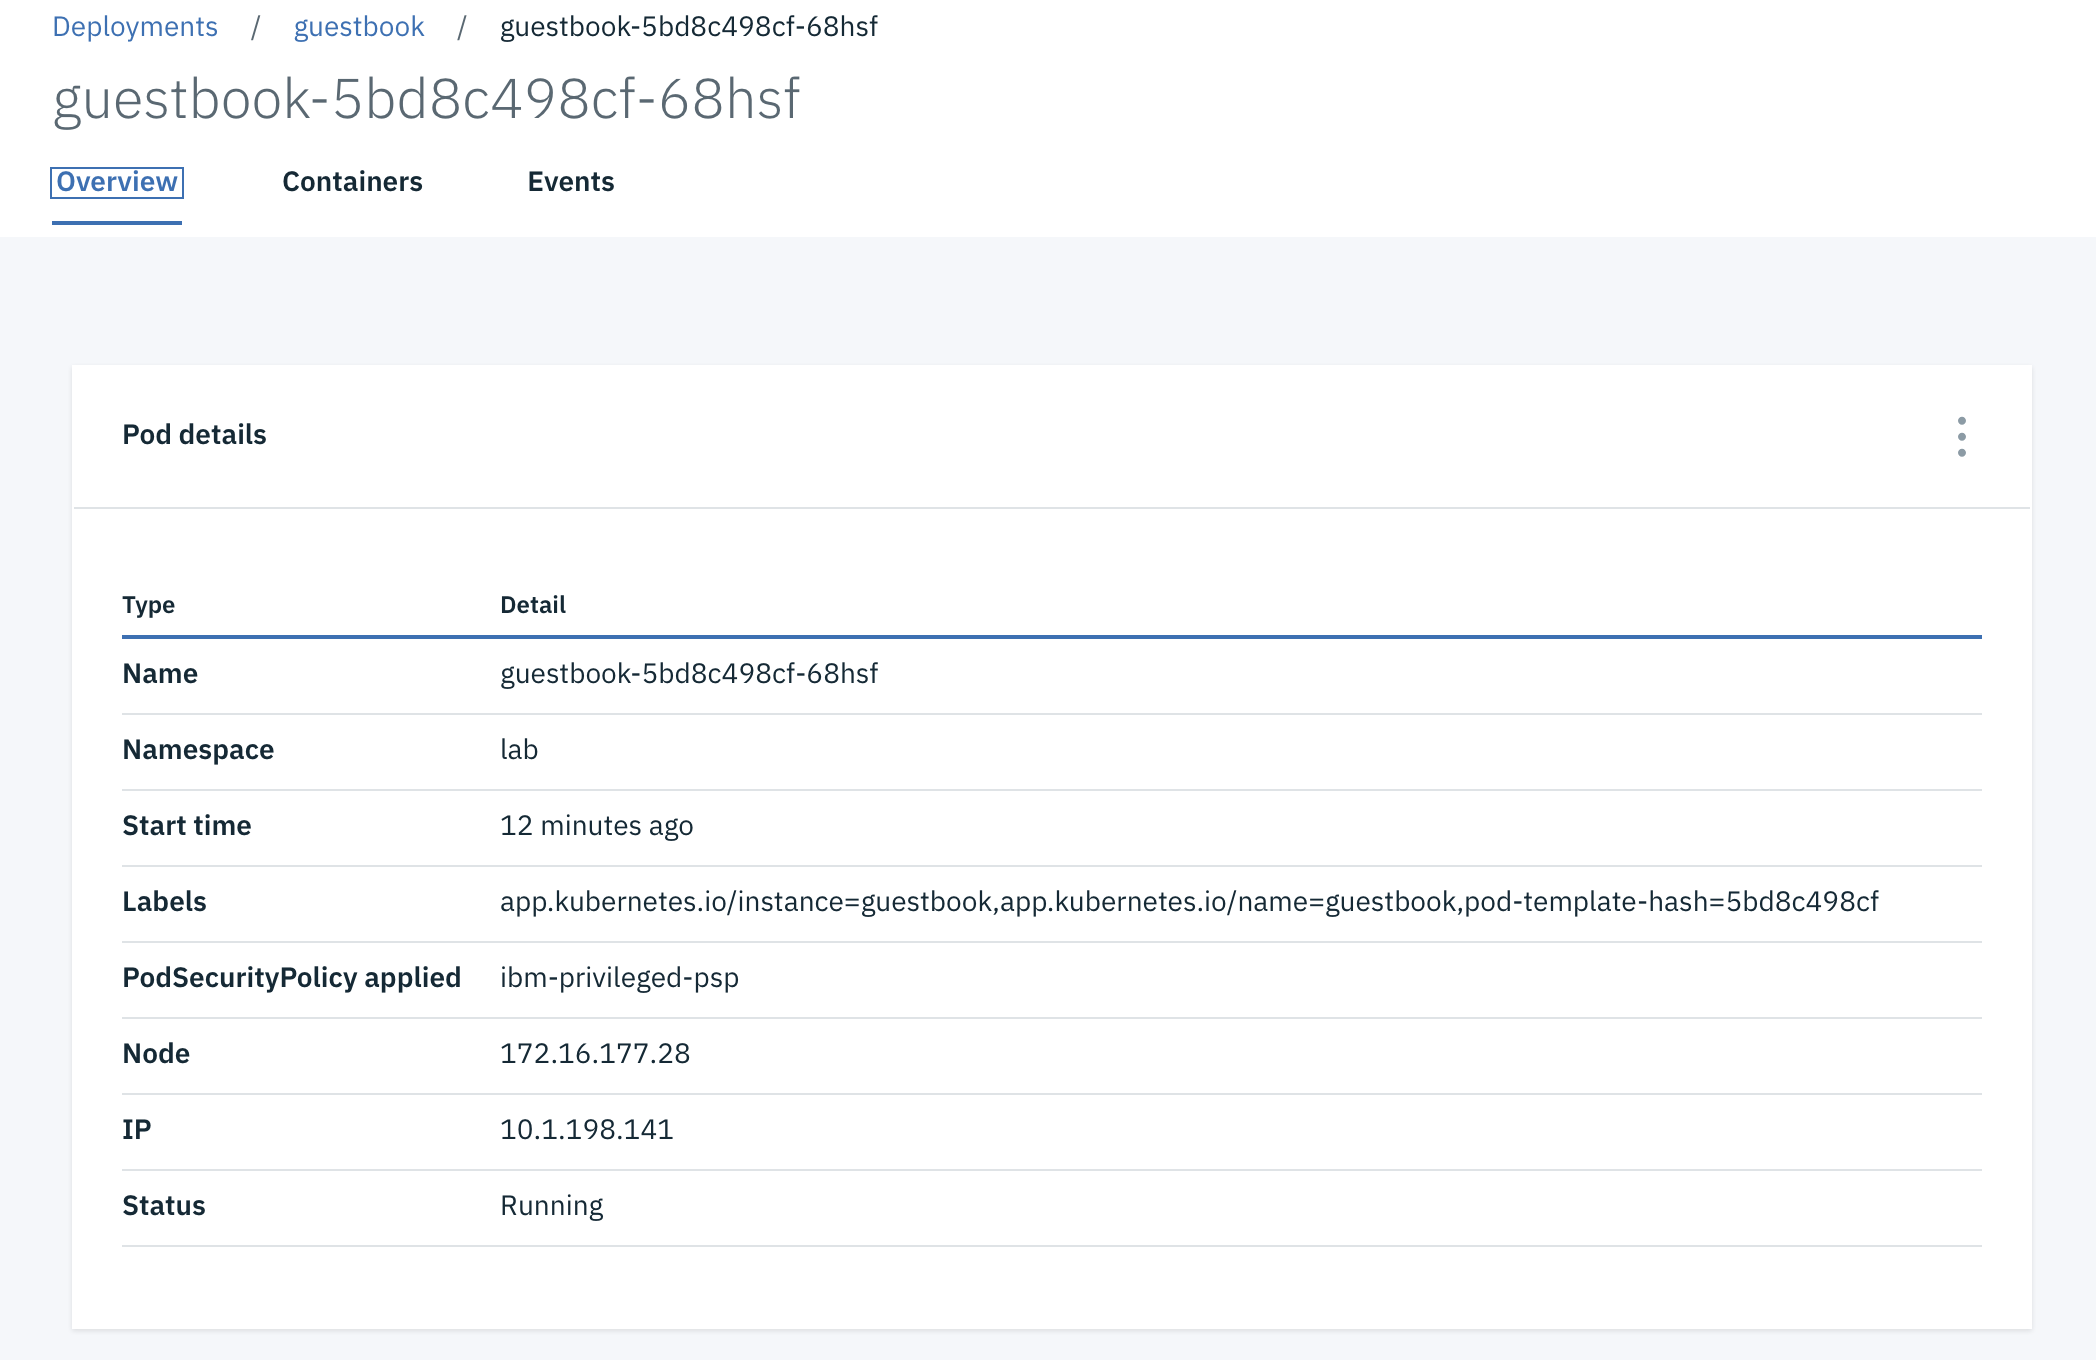 Deployments / guestbook / guestbook-5bd8c498cf-68hsf
guestbook-5bd8c498cf-68hsf
Overview Containers Events
Pod details
Type Detail
Name guestbook-5bd8c498cf-68hsf
Namespace lab
Start time 12 minutes ago
Labels app.kubernetes.io/instance=guestbook,app.kubernetes.io/name=guestbook,pod-template-hash=5bd8c498cf
PodSecurityPolicy applied ibm-privileged-psp
Node 172.16.177.28
IP 10.1.198.141
Status Running